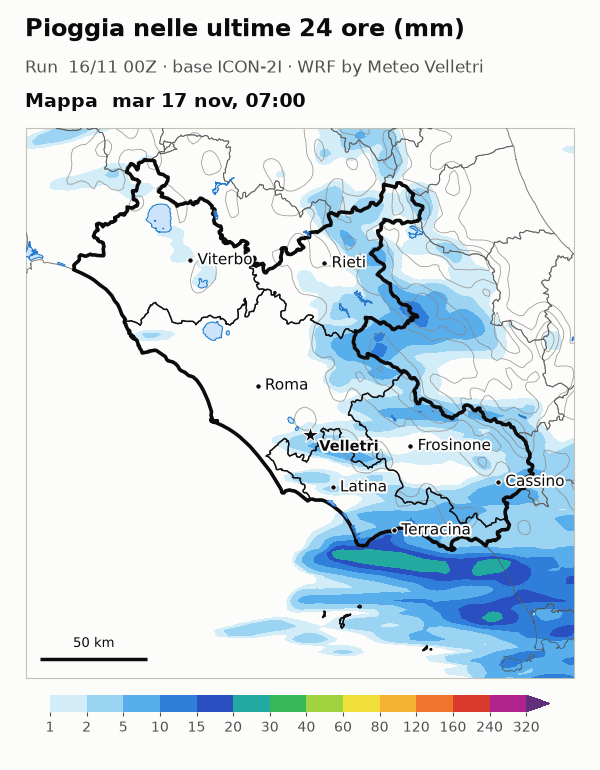 Pioggia nelle ultime 24 ore (mm)
Run  16/11 00Z · base ICON-2I · WRF by Meteo Velletri
Mappa  mar 17 nov, 07:00
Viterbo
Rieti
Roma
Velletri
Frosinone
Cassino
Latina
Terracina
50 km
1 2 5 10 15 20 30 40 60 80 120 160 240 320